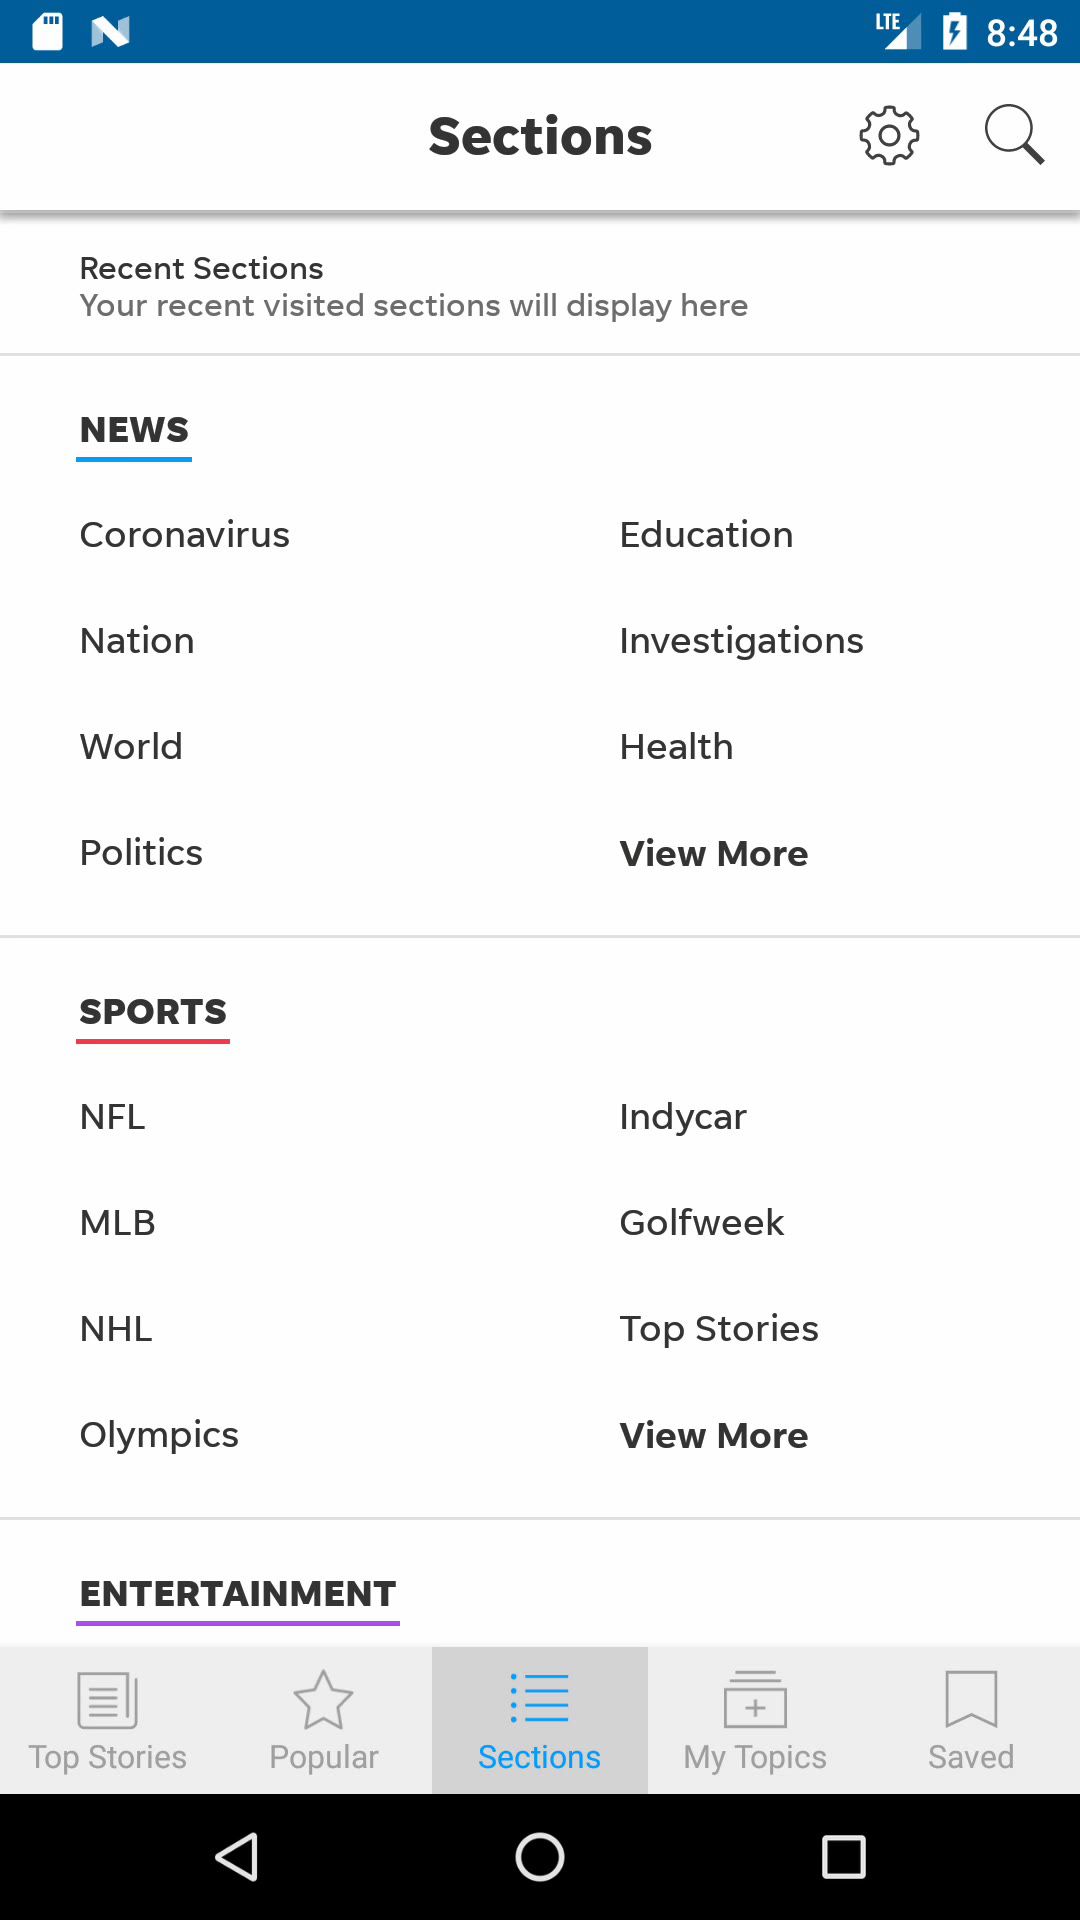 LTE 8:48
Sections
Recent Sections
Your recent visited sections will display here
NEWS
Coronavirus Education
Nation Investigations
World Health
Politics View More
SPORTS
NFL Indycar
MLB Golfweek
NHL Top Stories
Olympics View More
ENTERTAINMENT
Top Stories Popular Sections My Topics Saved